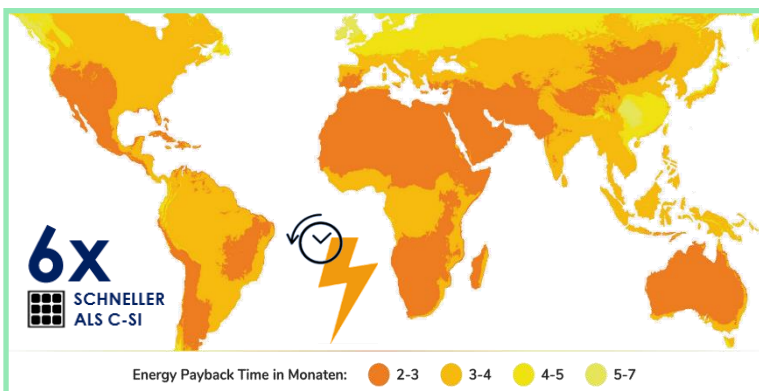 6x
SCHNELLER
ALS C-SI
Energy Payback Time in Monaten: 2-3 3-4 4-5 5-7